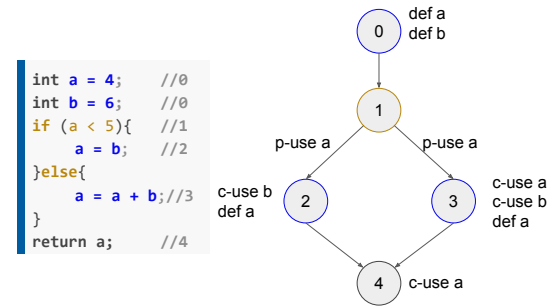 int a = 4;    //0
int b = 6;    //0
if (a < 5){   //1
a = b;    //2
}else{
a = a + b;//3
}
return a;     //4
0
def a
def b
1
p-use a
p-use a
c-use b
def a
2
3
c-use a
c-use b
def a
4
c-use a